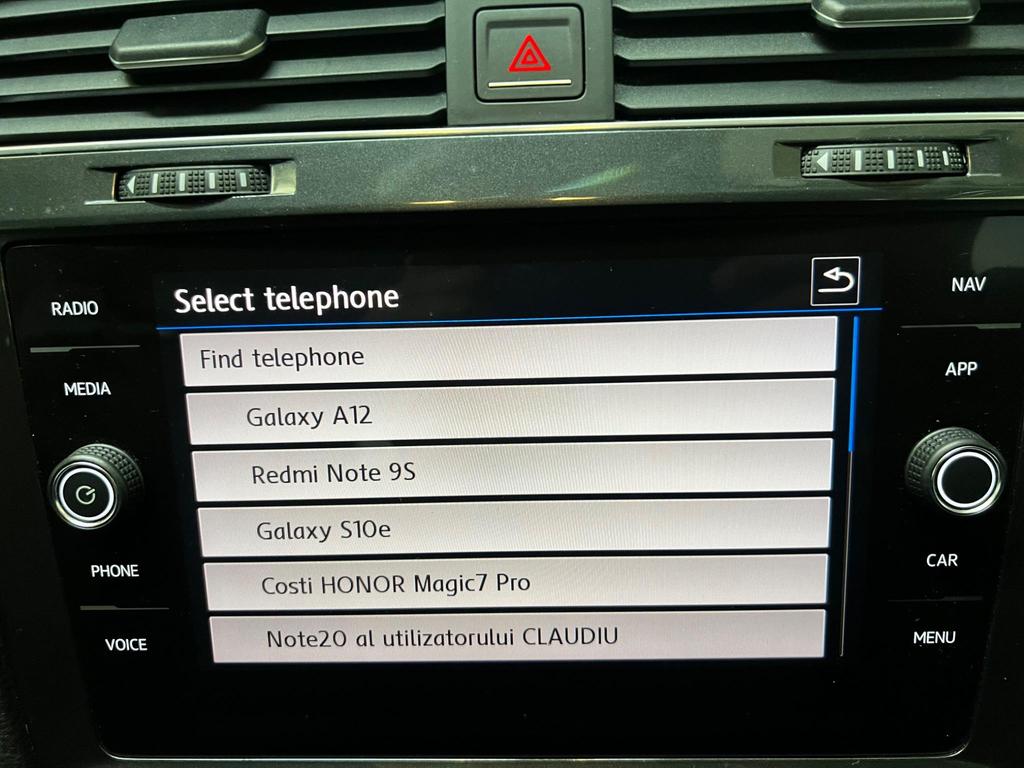 Select telephone
RADIO
NAV
Find telephone
MEDIA
APP
Galaxy A12
Redmi Note 9S
Galaxy S10e
PHONE
CAR
Costi HONOR Magic7 Pro
VOICE
MENU
Note20 al utilizatorului CLAUDIU